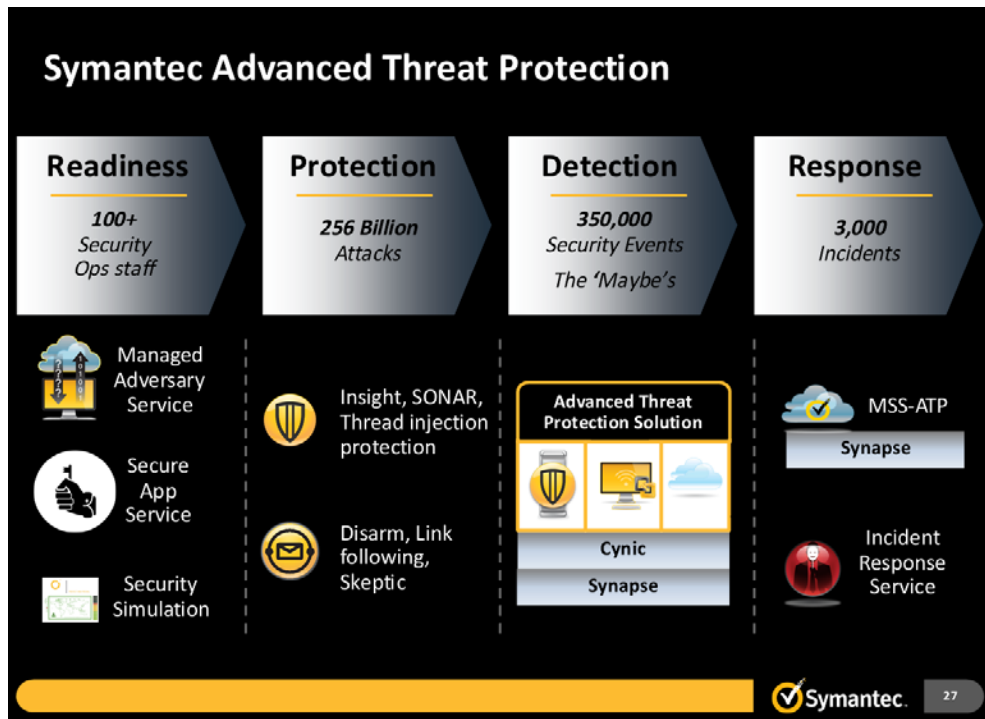 Symantec Advanced Threat Protection
Readiness
100+
Security
Ops staff
Protection
256 Billion
Attacks
Detection
350,000
Security Events
The ‘Maybe’s
Response
3,000
Incidents
Managed
Adversary
Service
Secure
App
Service
Security
Simulation
Insight, SONAR,
Thread injection
protection
Disarm, Link
following,
Skeptic
Advanced Threat
Protection Solution
Cynic
Synapse
MSS-ATP
Synapse
Incident
Response
Service
Symantec.
27